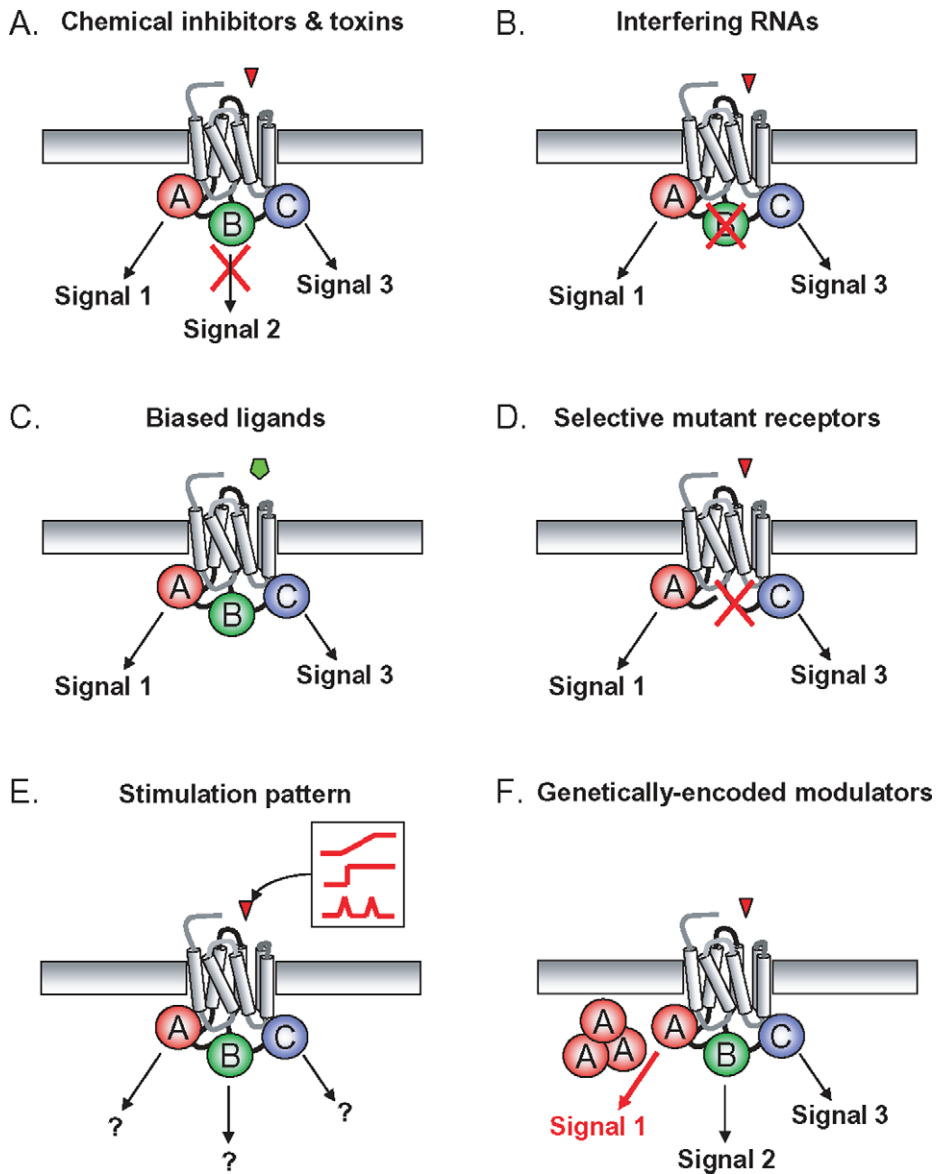 A. Chemical inhibitors & toxins
A
B
C
Signal 1
Signal 2
Signal 3
B. Interfering RNAs
A
B
C
Signal 1
Signal 3
C. Biased ligands
A
B
C
Signal 1
Signal 3
D. Selective mutant receptors
A
C
Signal 1
Signal 3
E. Stimulation pattern
A
B
C
?
?
?
F. Genetically-encoded modulators
A
A
A
A
B
C
Signal 1
Signal 2
Signal 3